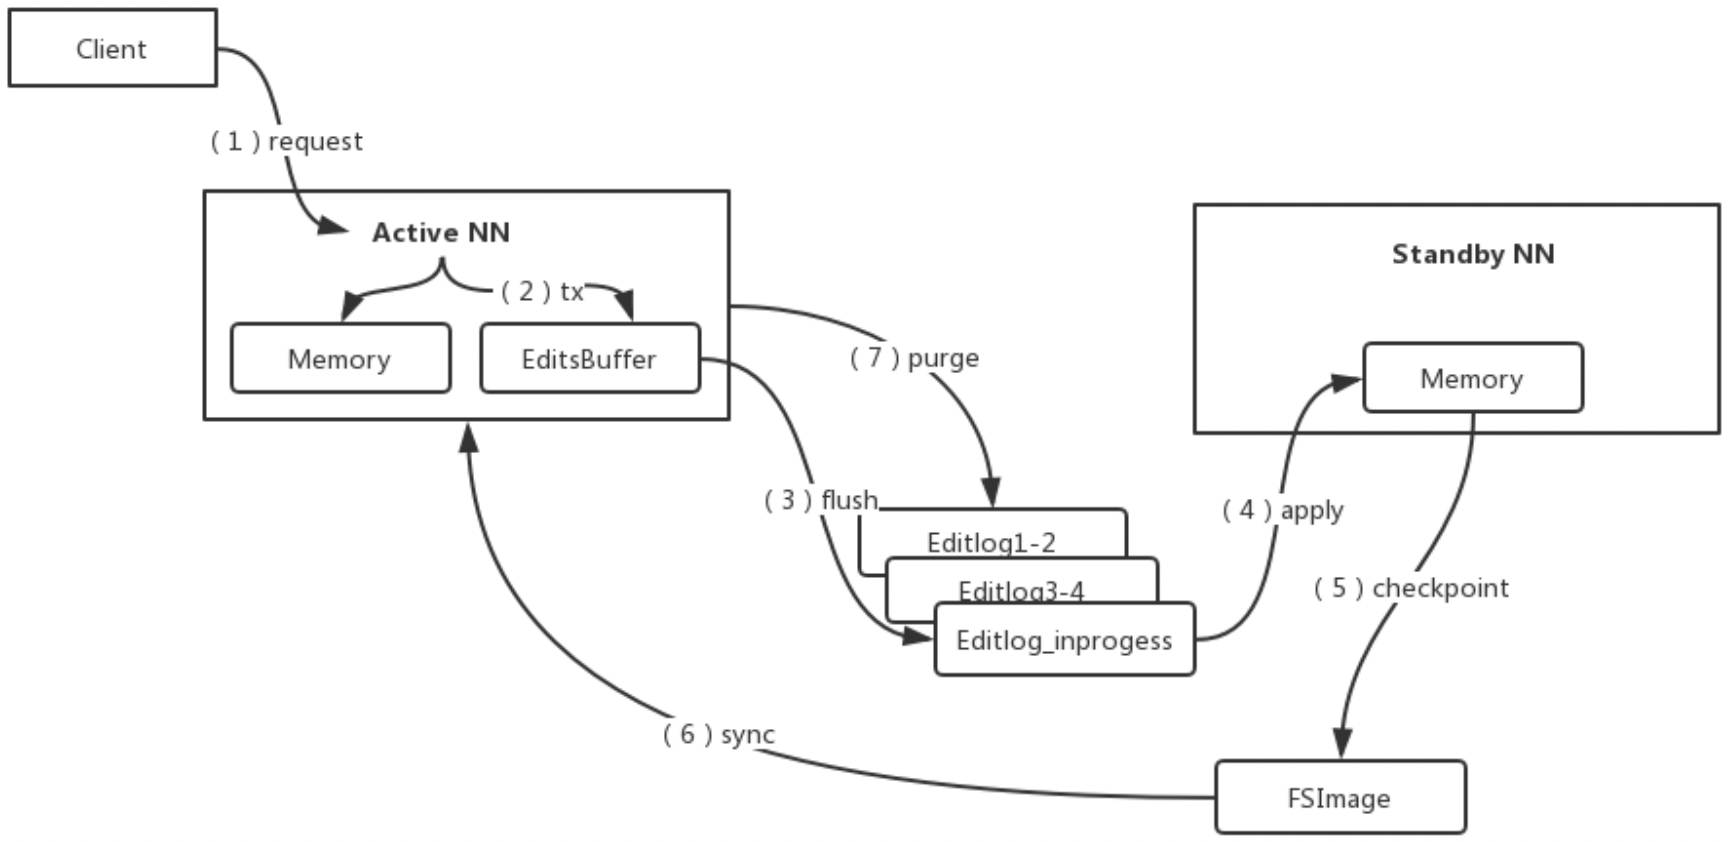 Client
( 1 ) request
Active NN
( 2 ) tx
Memory
EditsBuffer
Standby NN
Memory
( 7 ) purge
( 3 ) flush
Editlog1-2
Editlog3-4
Editlog_inprogess
( 4 ) apply
( 5 ) checkpoint
( 6 ) sync
FSImage